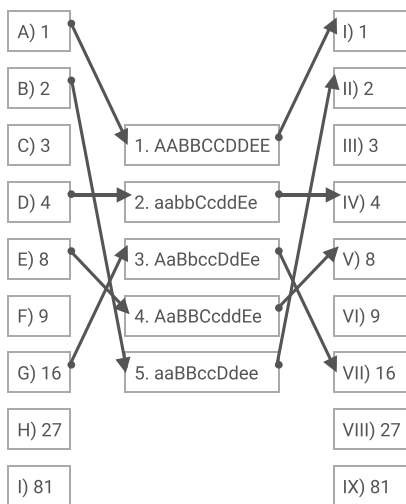 A) 1
B) 2
C) 3
D) 4
E) 8
F) 9
G) 16
H) 27
I) 81
1. AABBCCDDEE
2. aabbCcddEe
3. AaBbccDdEe
4. AaBBCcddEe
5. aaBBccDdee
I) 1
II) 2
III) 3
IV) 4
V) 8
VI) 9
VII) 16
VIII) 27
IX) 81